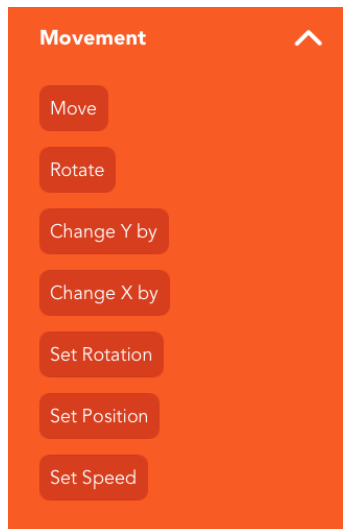 Movement
Move
Rotate
Change Y by
Change X by
Set Rotation
Set Position
Set Speed